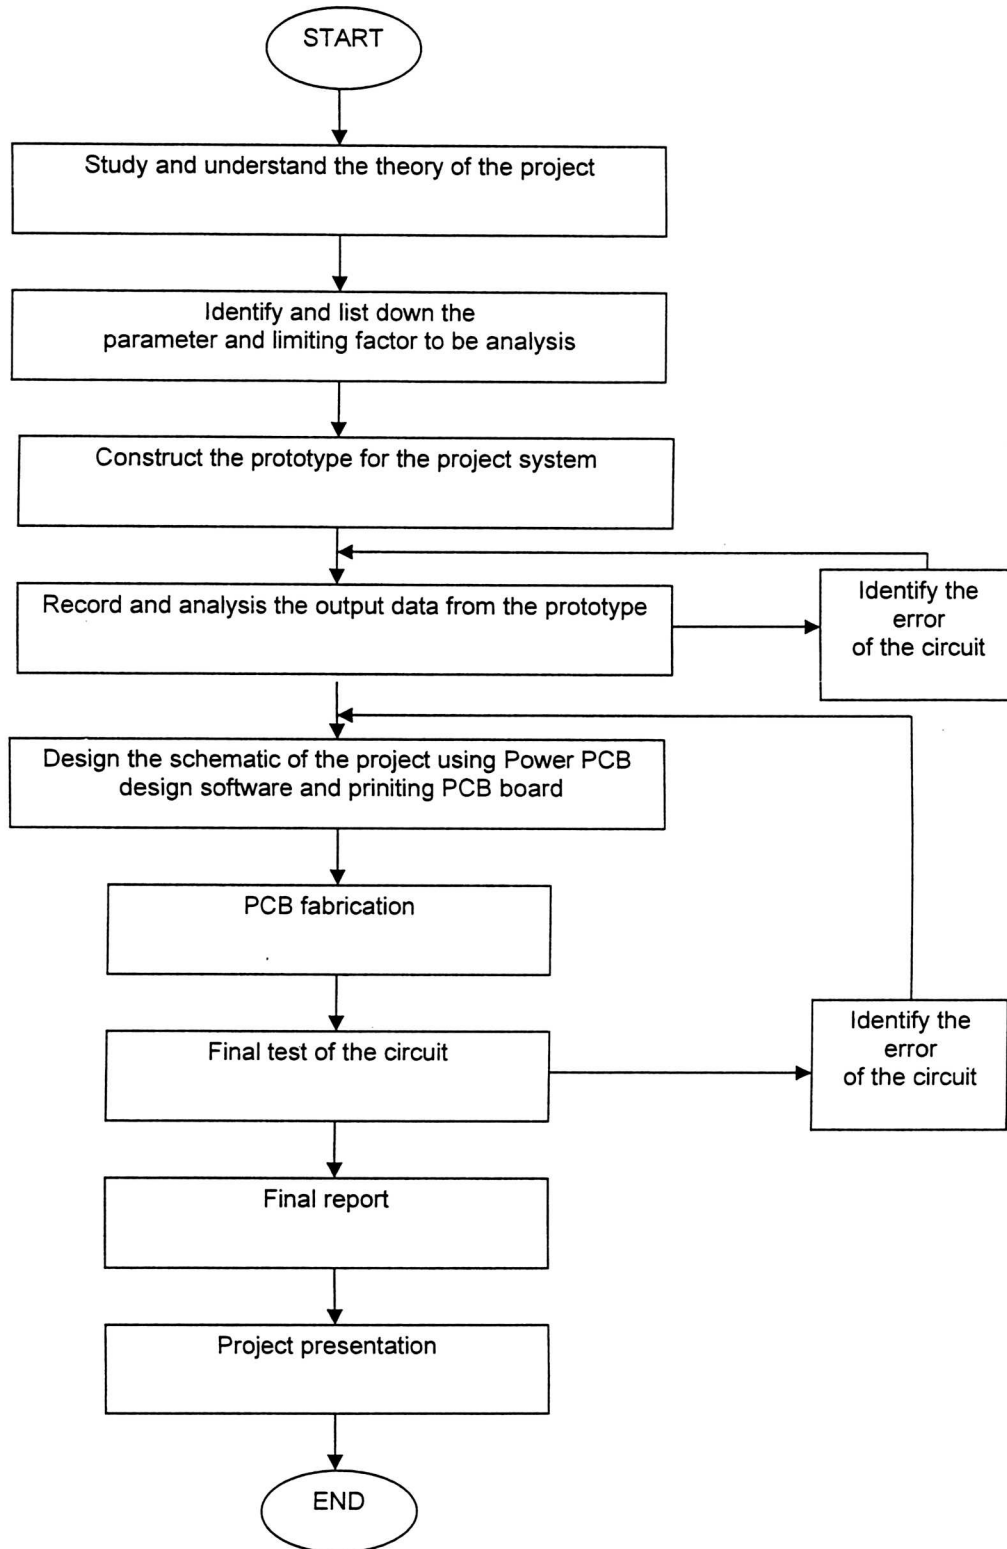 START
Study and understand the theory of the project
Identify and list down the
parameter and limiting factor to be analysis
Construct the prototype for the project system
Record and analysis the output data from the prototype
Identify the
error
of the circuit
Design the schematic of the project using Power PCB
design software and priniting PCB board
PCB fabrication
Final test of the circuit
Identify the
error
of the circuit
Final report
Project presentation
END